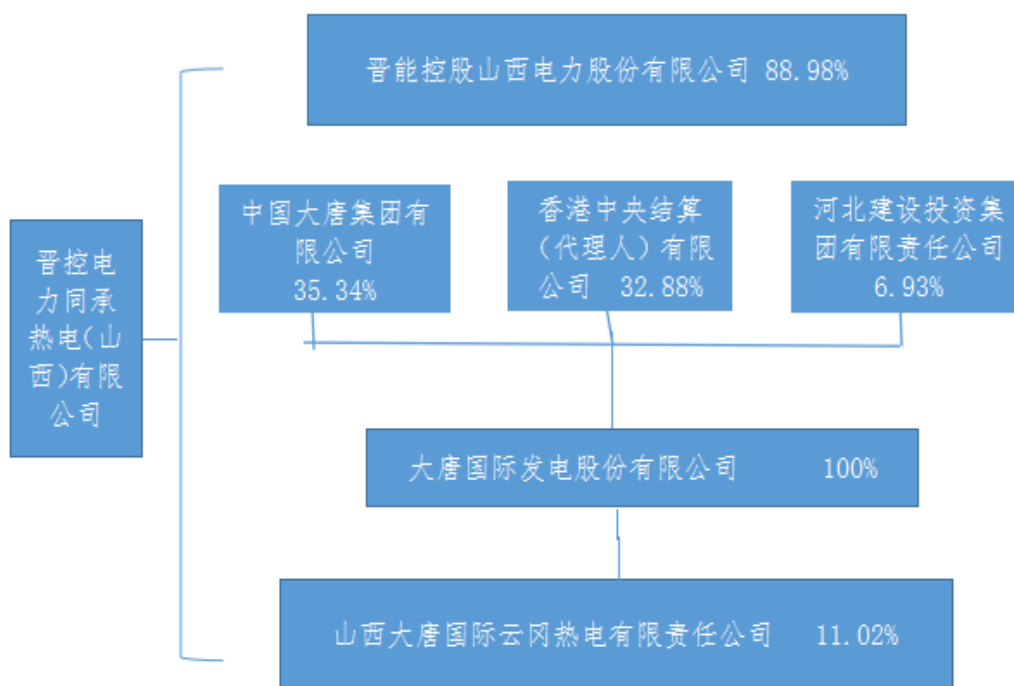 晋能控股山西电力股份有限公司 88.98%
中国大唐集团有
限公司
35.34%
香港中央结算
（代理人）有限
公司 32.88%
河北建设投资集
团有限责任公司
6.93%
晋控电
力同承
热电(山
西)有限
公司
大唐国际发电股份有限公司 100%
山西大唐国际云冈热电有限责任公司 11.02%